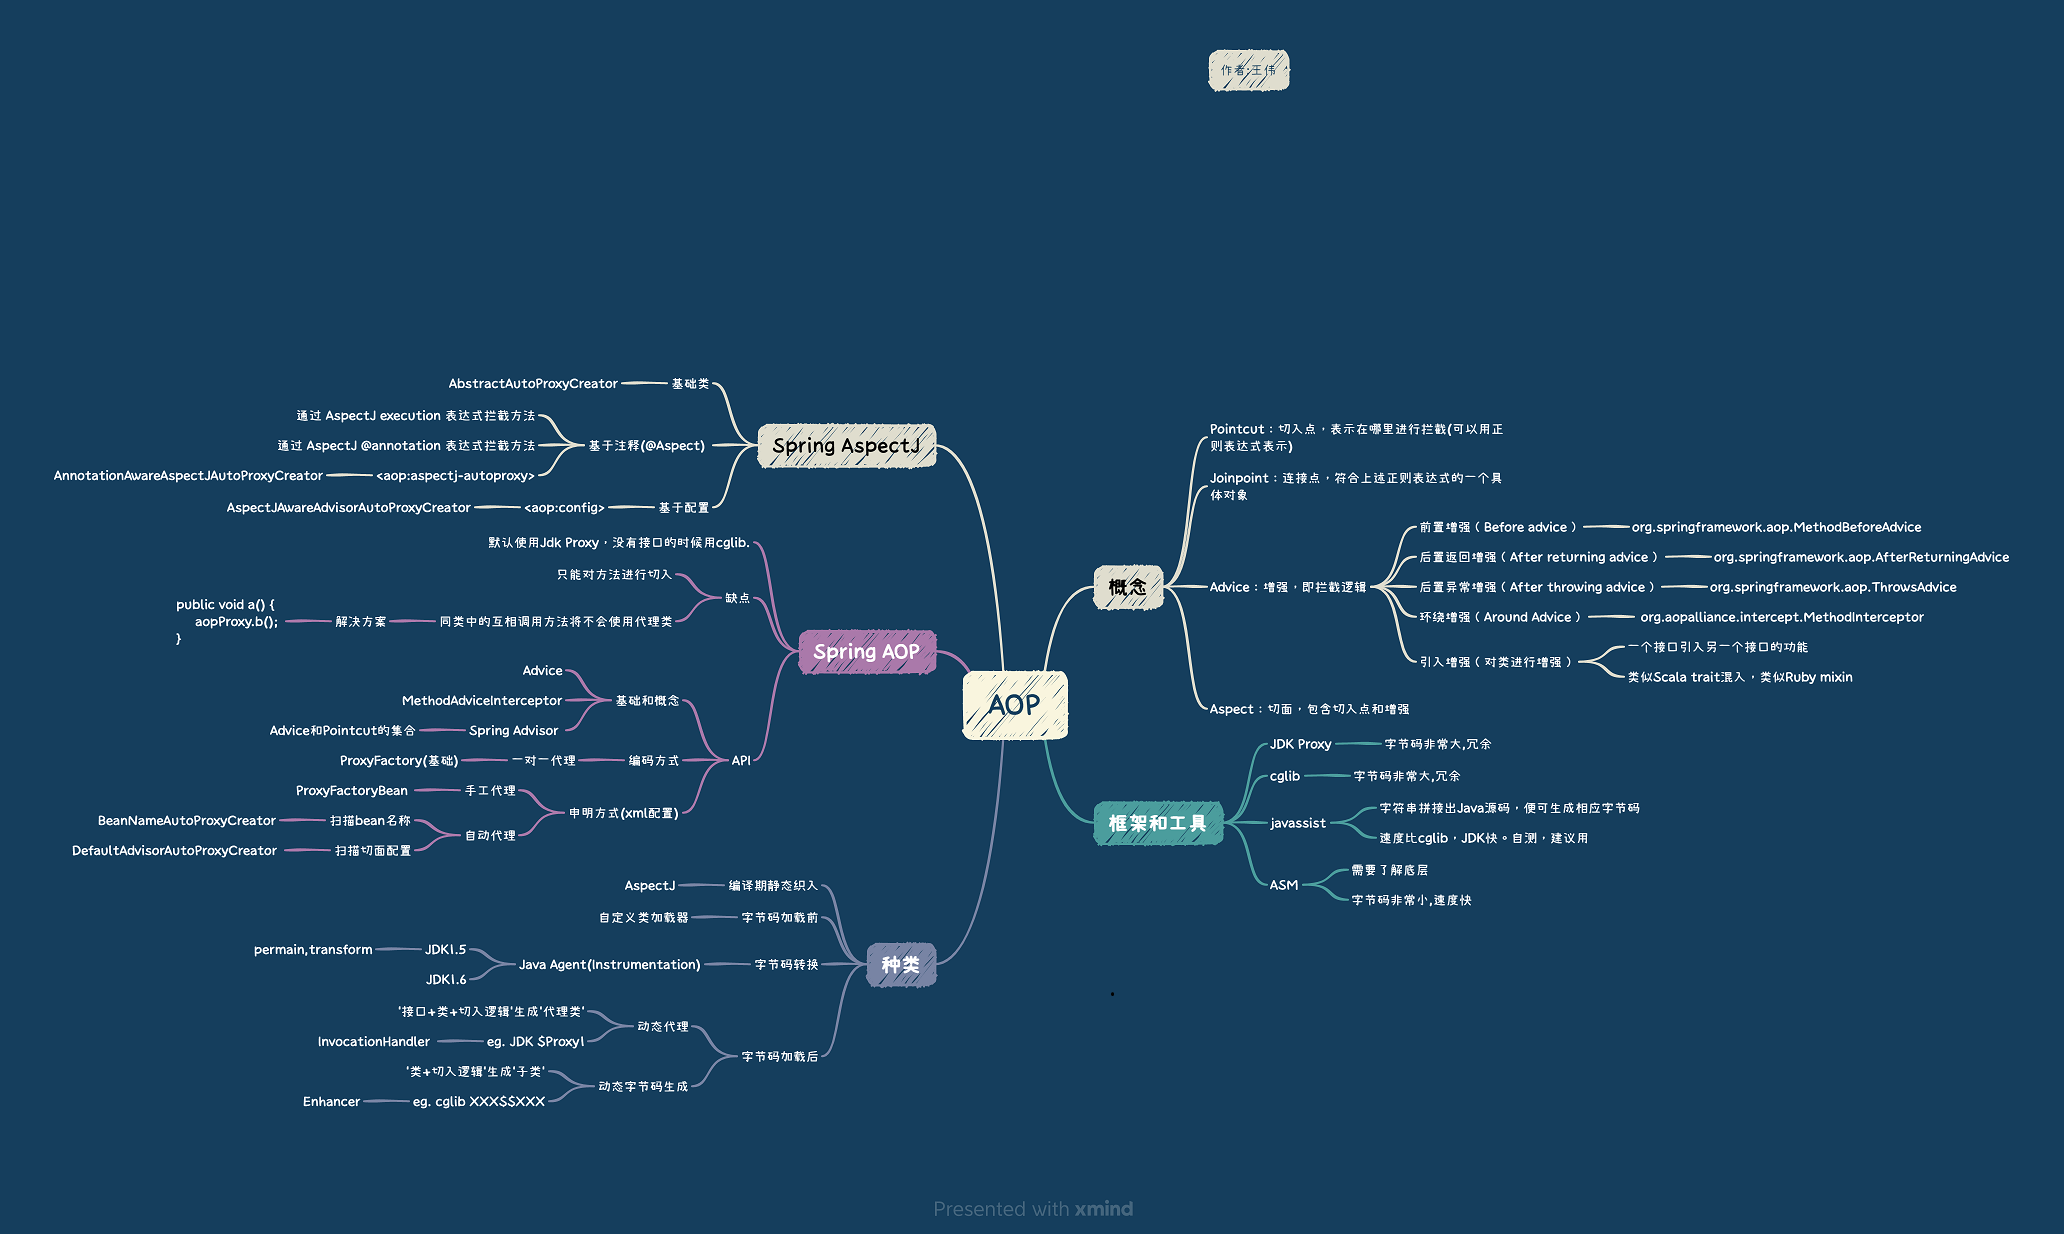 作者:王伟
AOP
概念
Pointcut：切入点，表示在哪里进行拦截(可以用正
则表达式表示)
Joinpoint：连接点，符合上述正则表达式的一个具
体对象
Advice：增强，即拦截逻辑
前置增强（Before advice）
org.springframework.aop.MethodBeforeAdvice
后置返回增强（After returning advice）
org.springframework.aop.AfterReturningAdvice
后置异常增强（After throwing advice）
org.springframework.aop.ThrowsAdvice
环绕增强（Around Advice）
org.aopalliance.intercept.MethodInterceptor
引入增强（对类进行增强）
一个接口引入另一个接口的功能
类似Scala trait混入，类似Ruby mixin
Aspect：切面，包含切入点和增强
框架和工具
JDK Proxy
字节码非常大,冗余
cglib
字节码非常大,冗余
javassist
字符串拼接出Java源码，便可生成相应字节码
速度比cglib，JDK快。自测，建议用
ASM
需要了解底层
字节码非常小,速度快
Spring AspectJ
基础类
AbstractAutoProxyCreator
基于注释(@Aspect)
通过 AspectJ execution 表达式拦截方法
通过 AspectJ @annotation 表达式拦截方法
<aop:aspectj-autoproxy>
AnnotationAwareAspectJAutoProxyCreator
基于配置
<aop:config>
AspectJAwareAdvisorAutoProxyCreator
Spring AOP
默认使用Jdk Proxy，没有接口的时候用cglib.
缺点
只能对方法进行切入
同类中的互相调用方法将不会使用代理类
解决方案
public void a() {
aopProxy.b();
}
API
基础和概念
Advice
MethodAdviceInterceptor
Spring Advisor
Advice和Pointcut的集合
编码方式
一对一代理
ProxyFactory(基础)
申明方式(xml配置)
手工代理
ProxyFactoryBean
自动代理
扫描bean名称
BeanNameAutoProxyCreator
扫描切面配置
DefaultAdvisorAutoProxyCreator
种类
编译期静态织入
AspectJ
字节码加载前
自定义类加载器
字节码转换
Java Agent(Instrumentation)
JDK1.5
permain,transform
JDK1.6
字节码加载后
动态代理
'接口+类+切入逻辑'生成'代理类'
eg. JDK $Proxy1
InvocationHandler
动态字节码生成
'类+切入逻辑'生成'子类'
eg. cglib XXX$$XXX
Enhancer
Presented with xmind